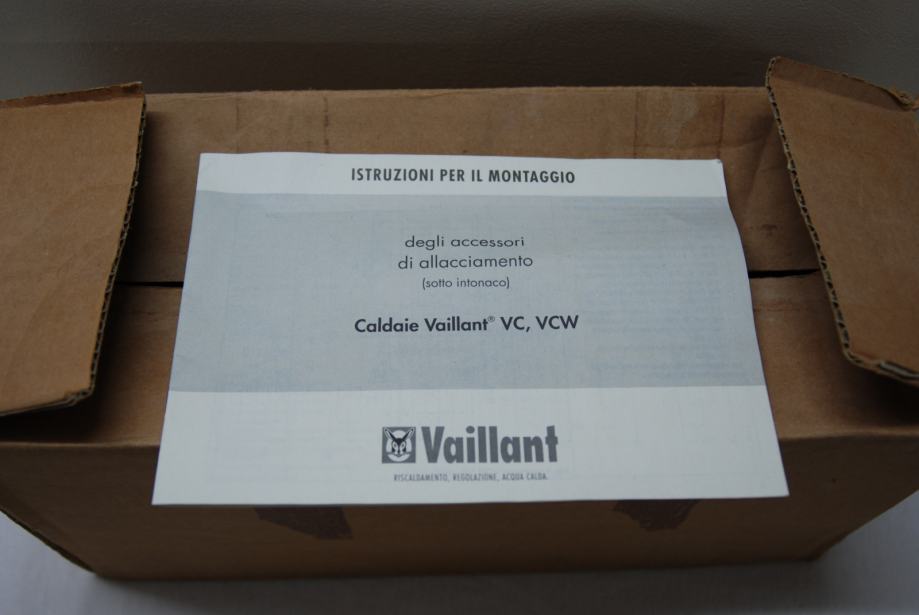 ISTRUZIONI PER IL MONTAGGIO
degli accessori
di allacciamento
(sotto intonaco)
Caldaie Vaillant® VC, VCW
Vaillant
RISCALDAMENTO, REGOLAZIONE, ACQUA CALDA.